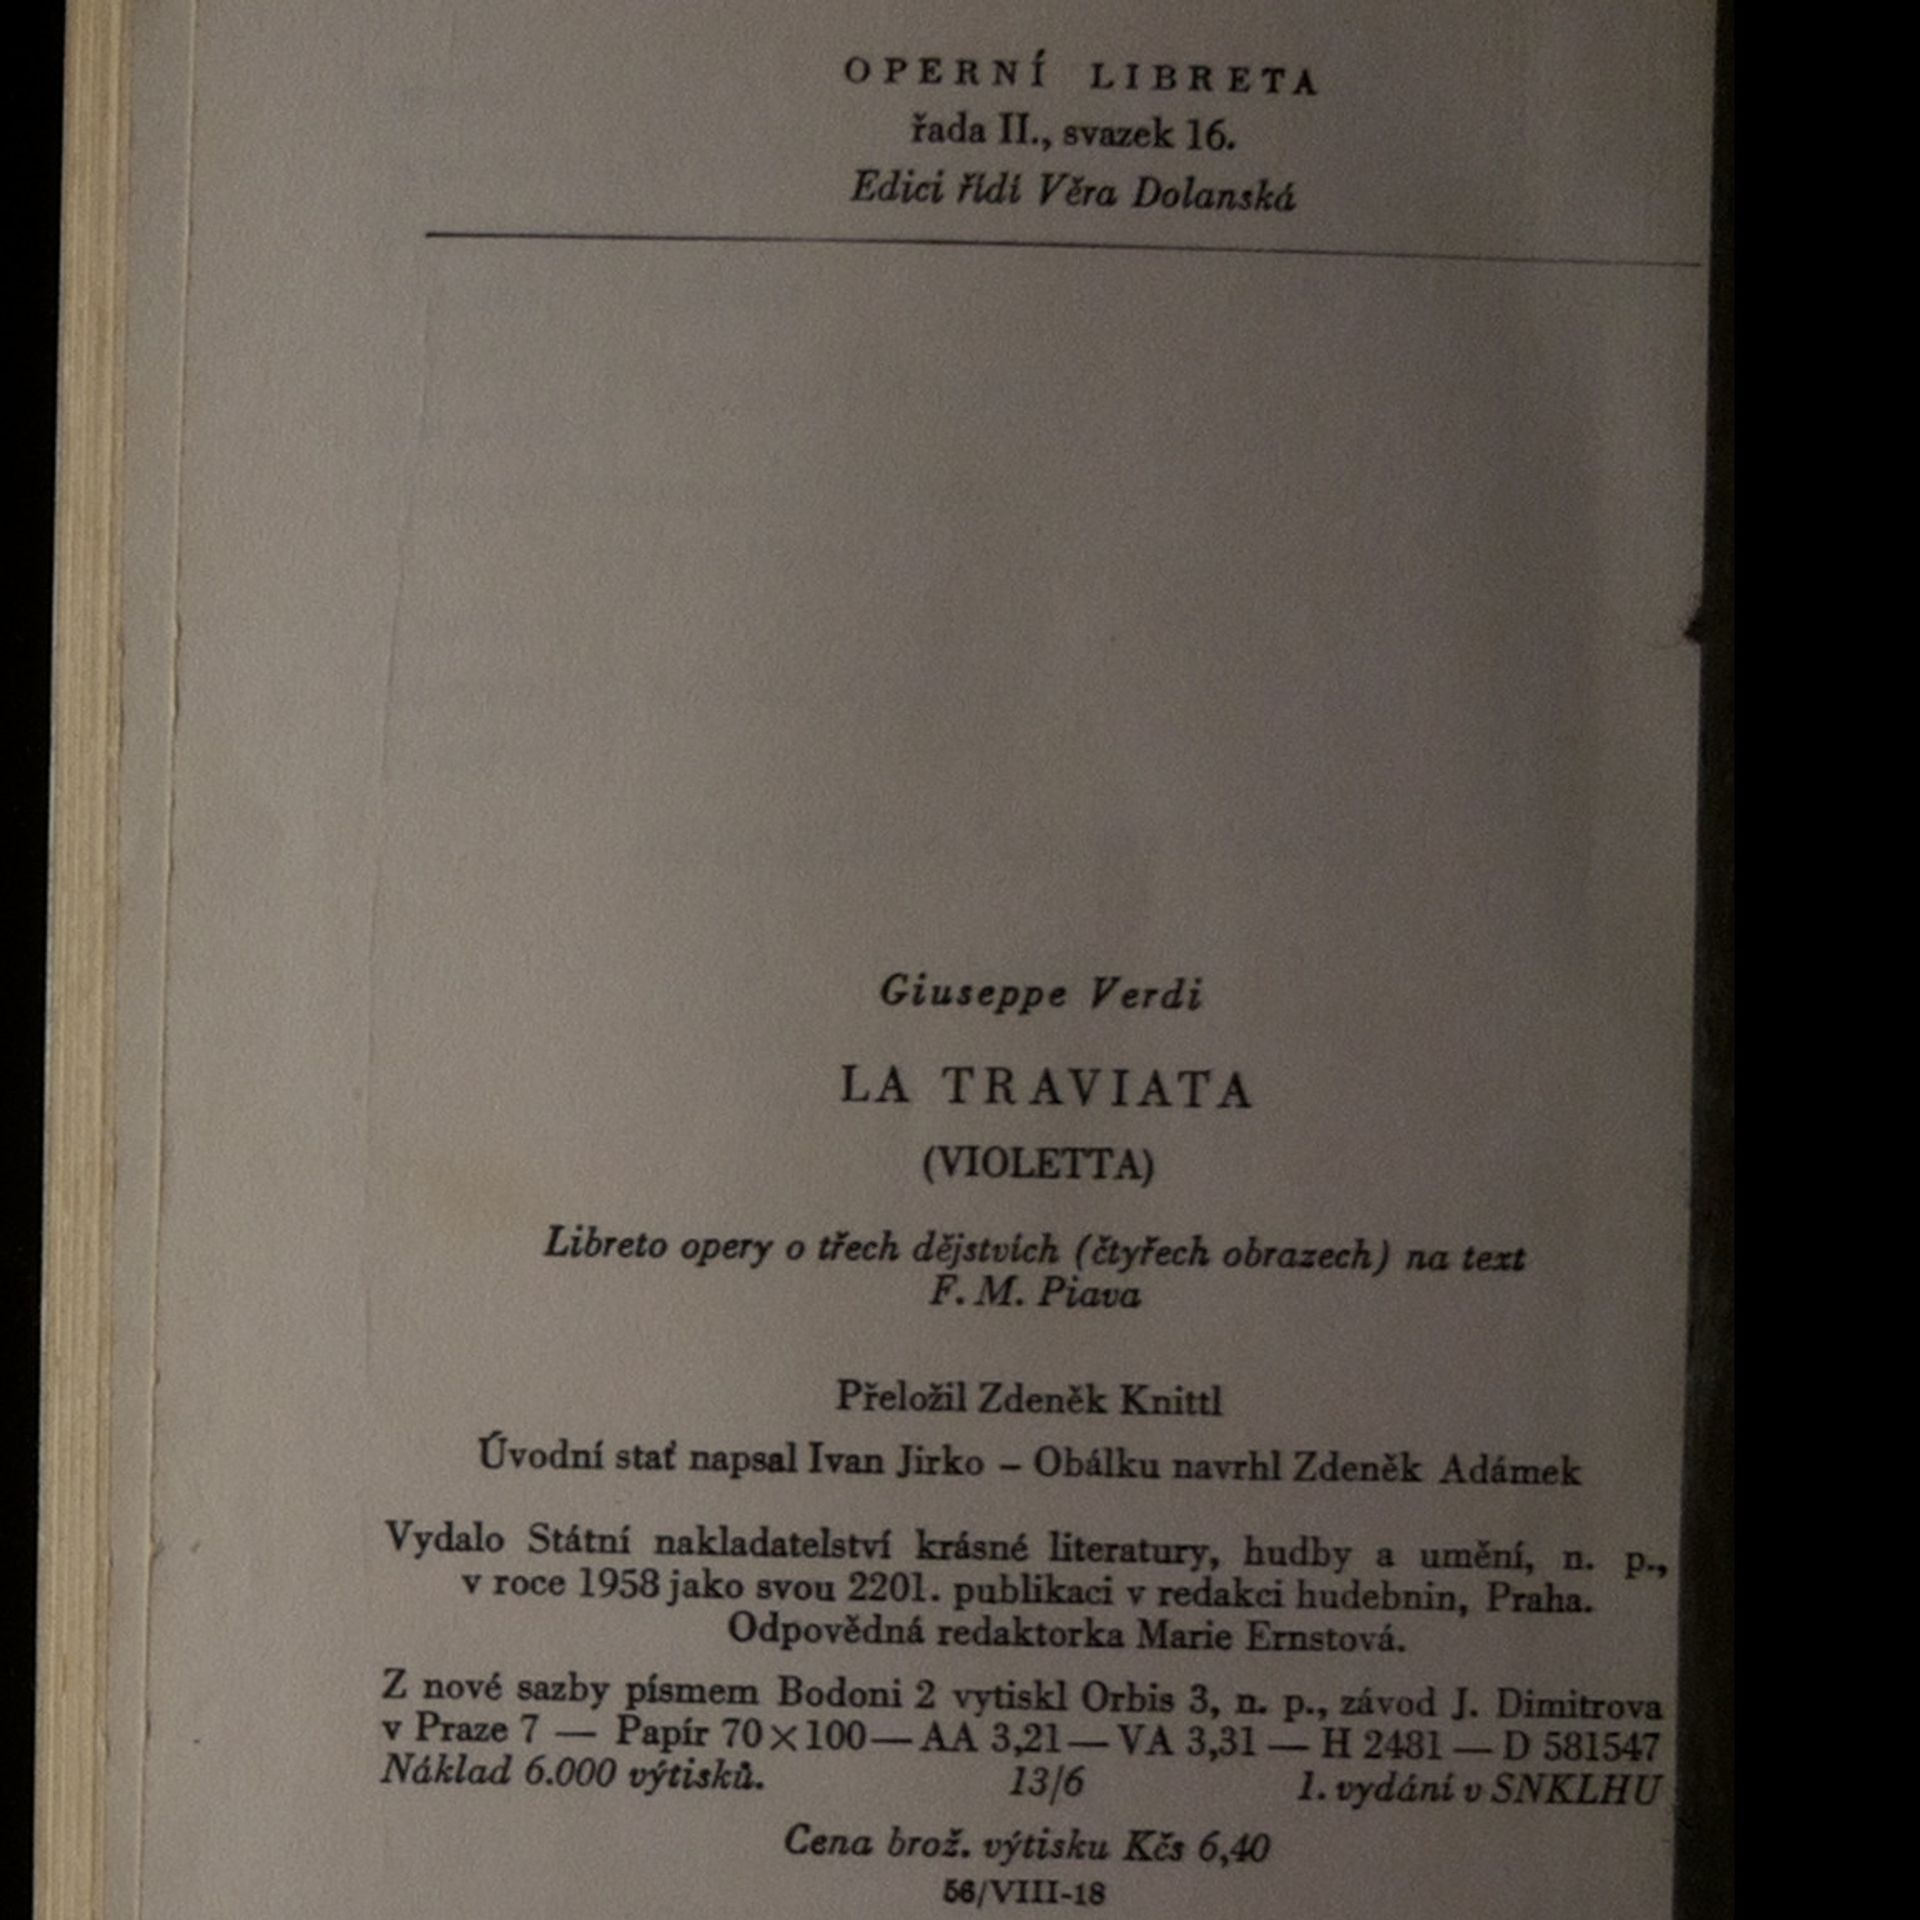 OPERNÍ LIBRETA
řada II., svazek 16.
Edici řídí Věra Dolanská
Giuseppe Verdi
LA TRAVIATA
(VIOLETTA)
Libreto opery o třech dějstvích (čtyřech obrazech) na text
F. M. Piava
Přeložil Zdeněk Knittl
Úvodní stať napsal Ivan Jirko – Obálku navrhl Zdeněk Adámek
Vydalo Státní nakladatelství krásné literatury, hudby a umění, n. p.,
v roce 1958 jako svou 2201. publikaci v redakci hudebnin, Praha.
Odpovědná redaktorka Marie Ernstová.
Z nové sazby písmem Bodoni 2 vytiskl Orbis 3, n. p., závod J. Dimitrova
v Praze 7 — Papír 70×100—AA 3,21—VA 3,31 — H 2481 — D 581547
Náklad 6.000 výtisků. 13/6 1. vydání v SNKLHU
Cena brož. výtisku Kčs 6,40
56/VIII-18